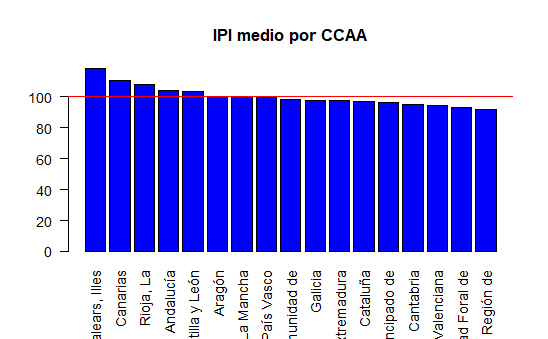 IPI medio por CCAA
100
80
60
40
20
0
alears, Illes
Canarias
Rioja, La
Andalucía
tilla y León
Aragón
La Mancha
País Vasco
nunidad de
Galicia
xtremadura
Cataluña
ncipado de
Cantabria
Valenciana
ad Foral de
Región de